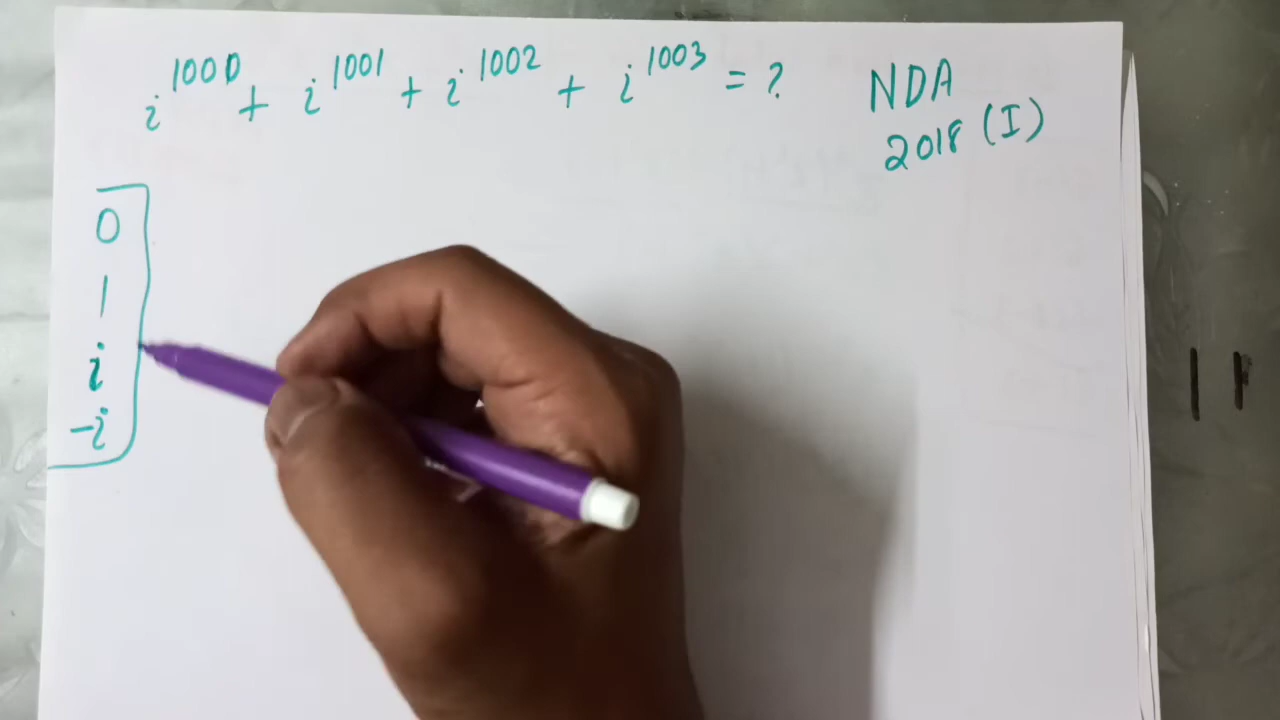 i^1000 + i^1001 + i^1002 + i^1003 = ? NDA
2018 (I)
0
1
i
-i